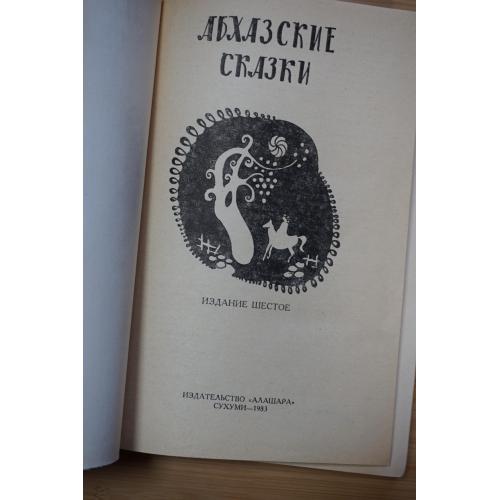 АБХАЗСКИЕ
СКАЗКИ
ИЗДАНИЕ ШЕСТОЕ
ИЗДАТЕЛЬСТВО «АЛАШАРА»
СУХУМИ—1983